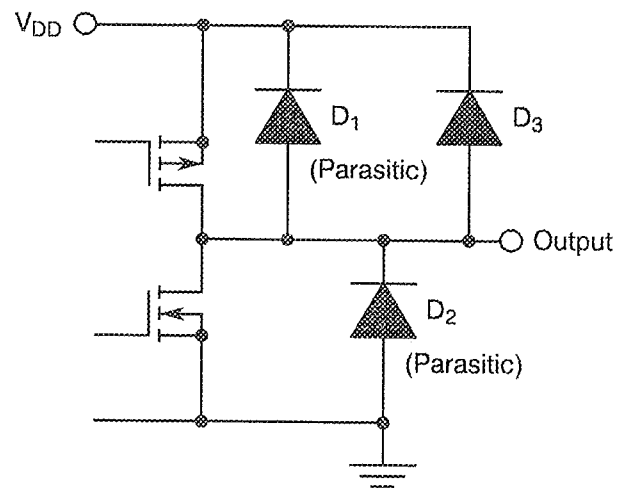 VDD
D1
(Parasitic)
D3
Output
D2
(Parasitic)